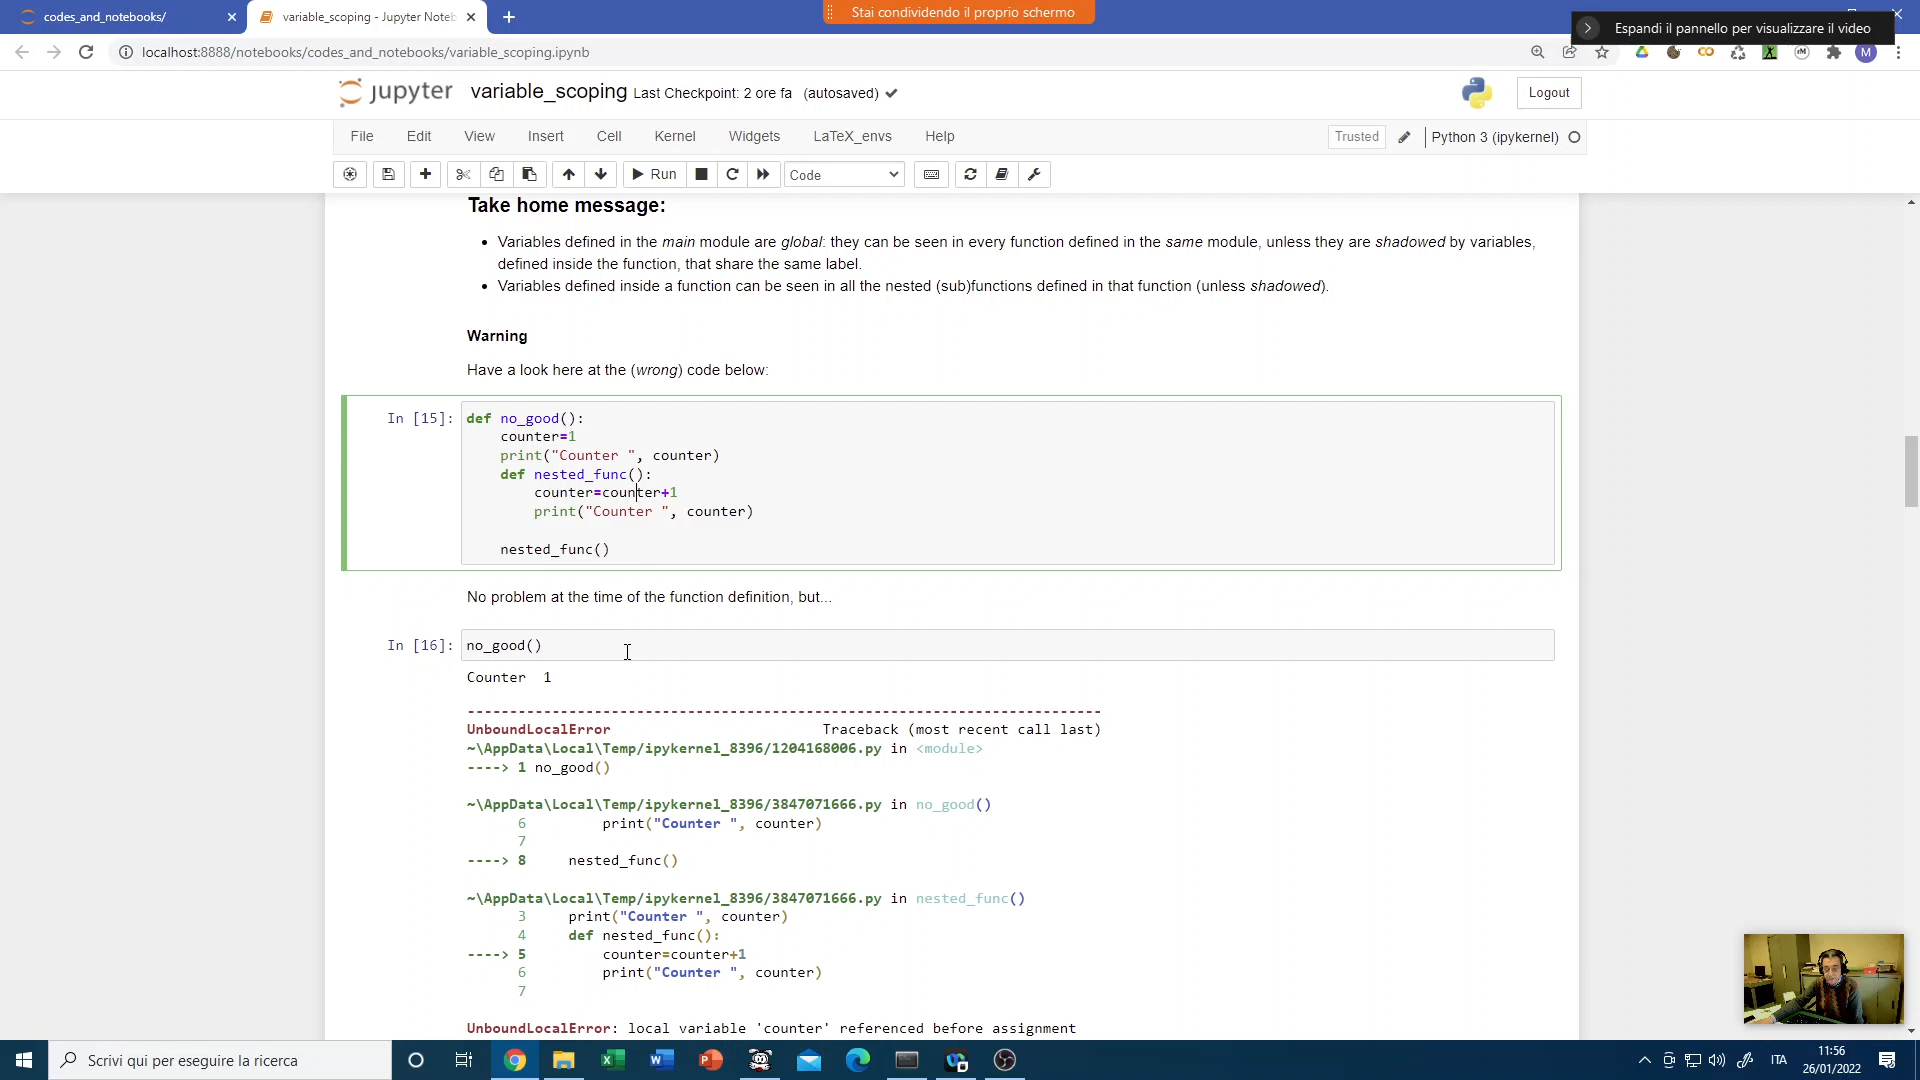 codes_and_notebooks/
variable_scoping - Jupyter Noteb
Stai condividendo il proprio schermo
Espandi il pannello per visualizzare il video
localhost:8888/notebooks/codes_and_notebooks/variable_scoping.ipynb
M
jupyter variable_scoping Last Checkpoint: 2 ore fa (autosaved)
Logout
File Edit View Insert Cell Kernel Widgets LaTeX_envs Help
Trusted Python 3 (ipykernel)
Run Code
Take home message:
• Variables defined in the main module are global: they can be seen in every function defined in the same module, unless they are shadowed by variables,
defined inside the function, that share the same label.
• Variables defined inside a function can be seen in all the nested (sub)functions defined in that function (unless shadowed).
Warning
Have a look here at the (wrong) code below:
In [15]: def no_good():
counter=1
print("Counter ", counter)
def nested_func():
counter=counter+1
print("Counter ", counter)
nested_func()
No problem at the time of the function definition, but...
In [16]: no_good()
Counter  1
---------------------------------------------------------------------------
UnboundLocalError                         Traceback (most recent call last)
~\AppData\Local\Temp/ipykernel_8396/1204168006.py in <module>
----> 1 no_good()
~\AppData\Local\Temp/ipykernel_8396/3847071666.py in no_good()
6         print("Counter ", counter)
7
----> 8     nested_func()
~\AppData\Local\Temp/ipykernel_8396/3847071666.py in nested_func()
3     print("Counter ", counter)
4     def nested_func():
----> 5         counter=counter+1
6         print("Counter ", counter)
7
UnboundLocalError: local variable 'counter' referenced before assignment
Scrivi qui per eseguire la ricerca
ITA
11:56
26/01/2022